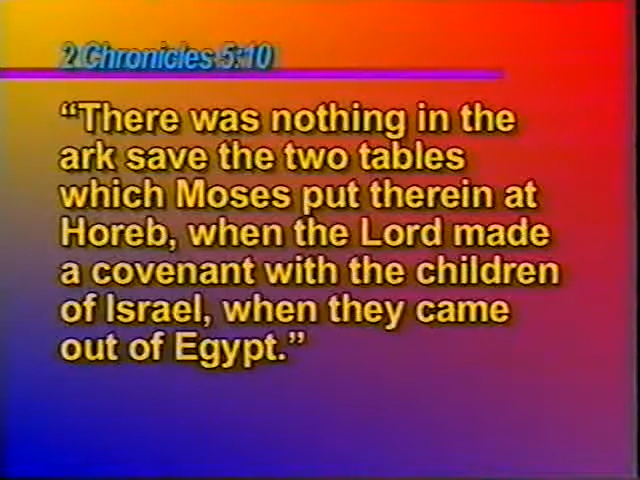 2 Chronicles 5:10
“There was nothing in the
ark save the two tables
which Moses put therein at
Horeb, when the Lord made
a covenant with the children
of Israel, when they came
out of Egypt.”